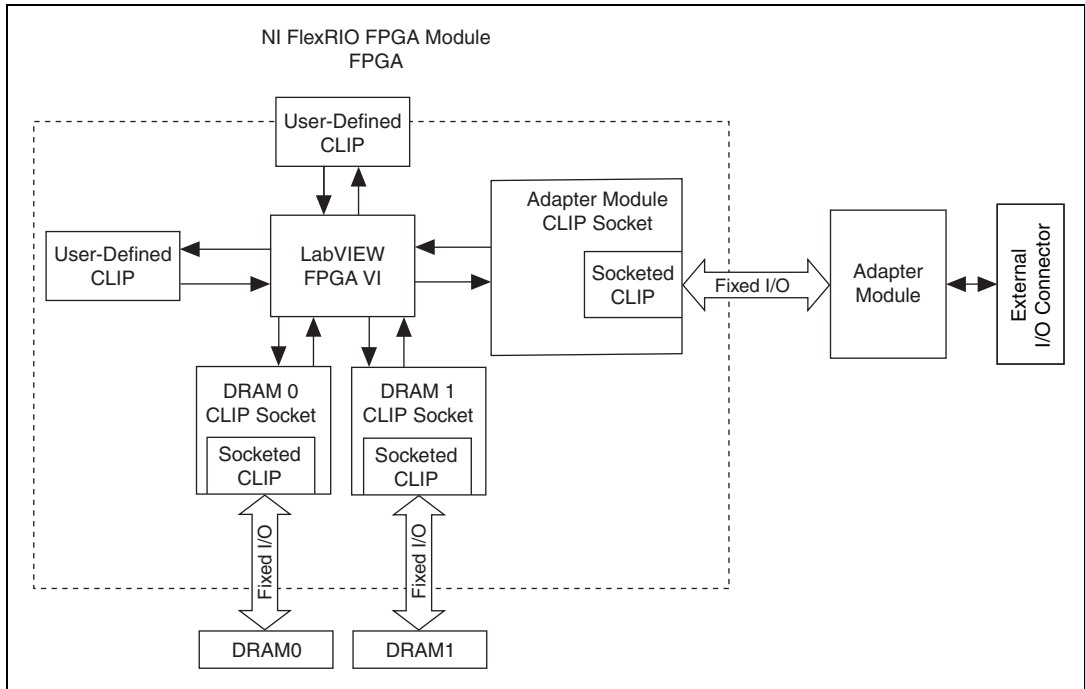 NI FlexRIO FPGA Module
FPGA
User-Defined
CLIP
User-Defined
CLIP
LabVIEW
FPGA VI
Adapter Module
CLIP Socket
Socketed
CLIP
Fixed I/O
Adapter
Module
External
I/O Connector
DRAM 0
CLIP Socket
Socketed
CLIP
DRAM 1
CLIP Socket
Socketed
CLIP
Fixed I/O
Fixed I/O
DRAM0
DRAM1